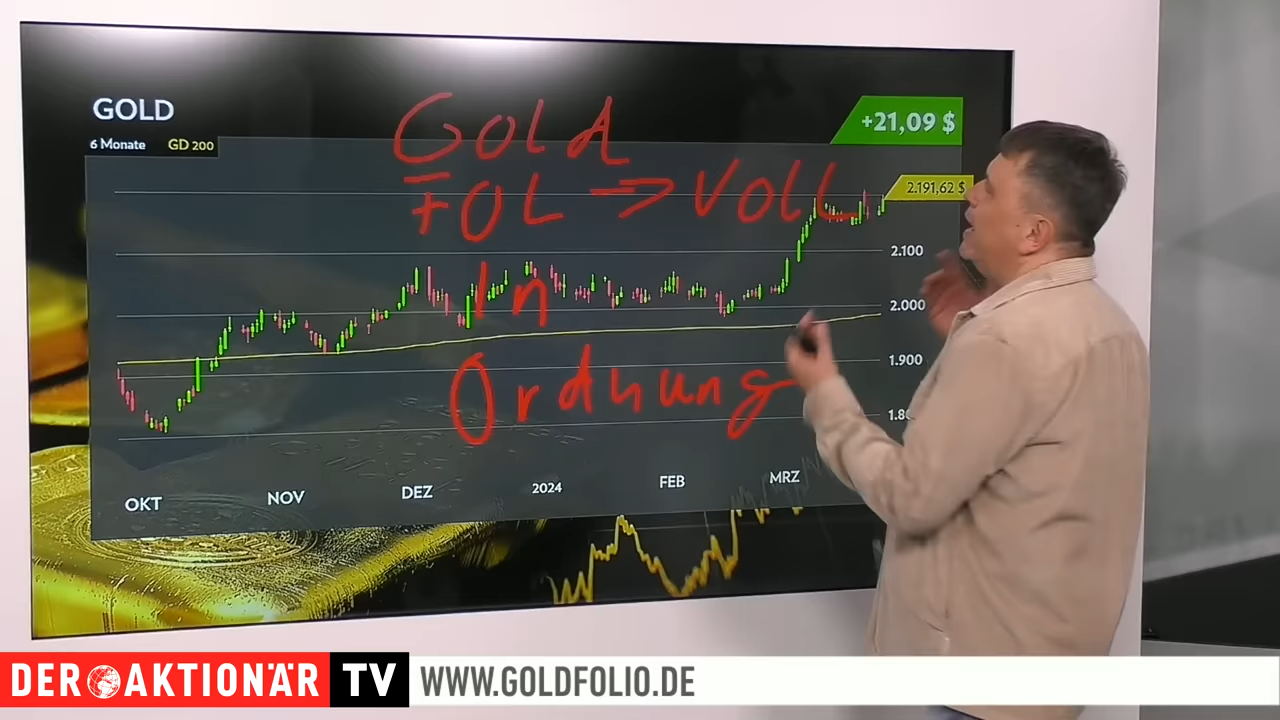 GOLD
+21,09 $
6 Monate GD 200
Gold
FOL => VOLL
In
Ordnung
2.191,62 $
2.100
2.000
1.900
OKT NOV DEZ 2024 FEB MRZ
DER AKTIONÄR TV WWW.GOLDFOLIO.DE